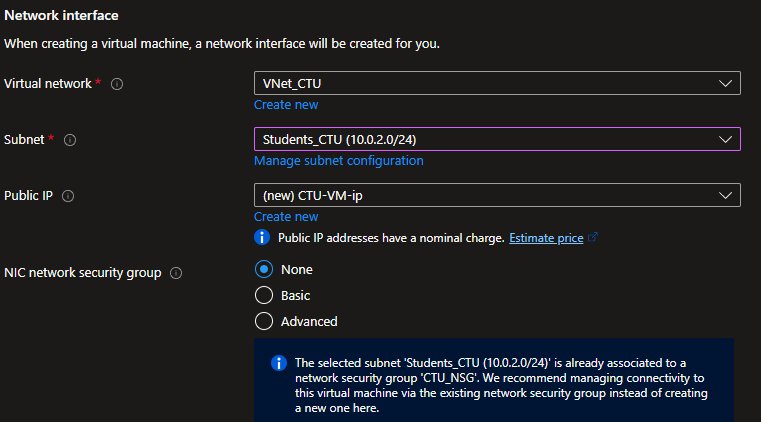 Network interface
When creating a virtual machine, a network interface will be created for you.
Virtual network *
VNet_CTU
Create new
Subnet *
Students_CTU (10.0.2.0/24)
Manage subnet configuration
Public IP
(new) CTU-VM-ip
Create new
Public IP addresses have a nominal charge. Estimate price
NIC network security group
None
Basic
Advanced
The selected subnet 'Students_CTU (10.0.2.0/24)' is already associated to a
network security group 'CTU_NSG'. We recommend managing connectivity to
this virtual machine via the existing network security group instead of creating
a new one here.